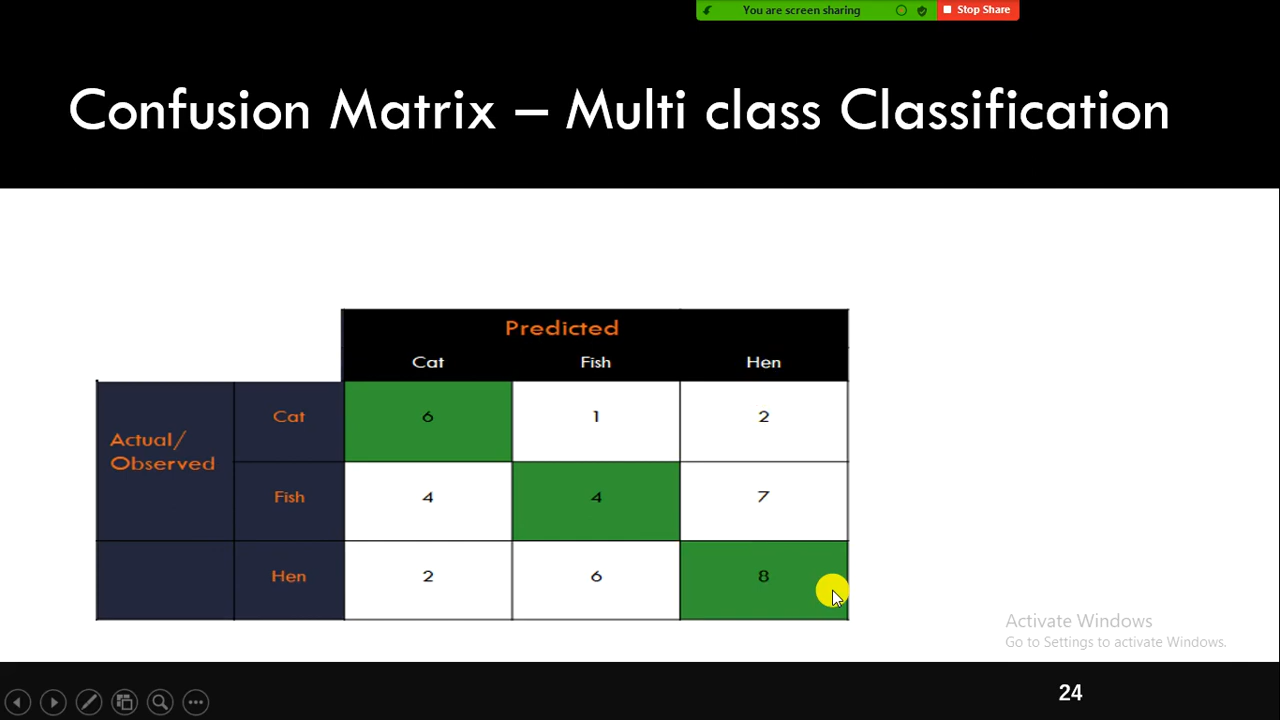 You are screen sharing
Stop Share
Confusion Matrix – Multi class Classification
Predicted
Cat Fish Hen
Actual/
Observed
Cat 6 1 2
Fish 4 4 7
Hen 2 6 8
Activate Windows
Go to Settings to activate Windows.
24